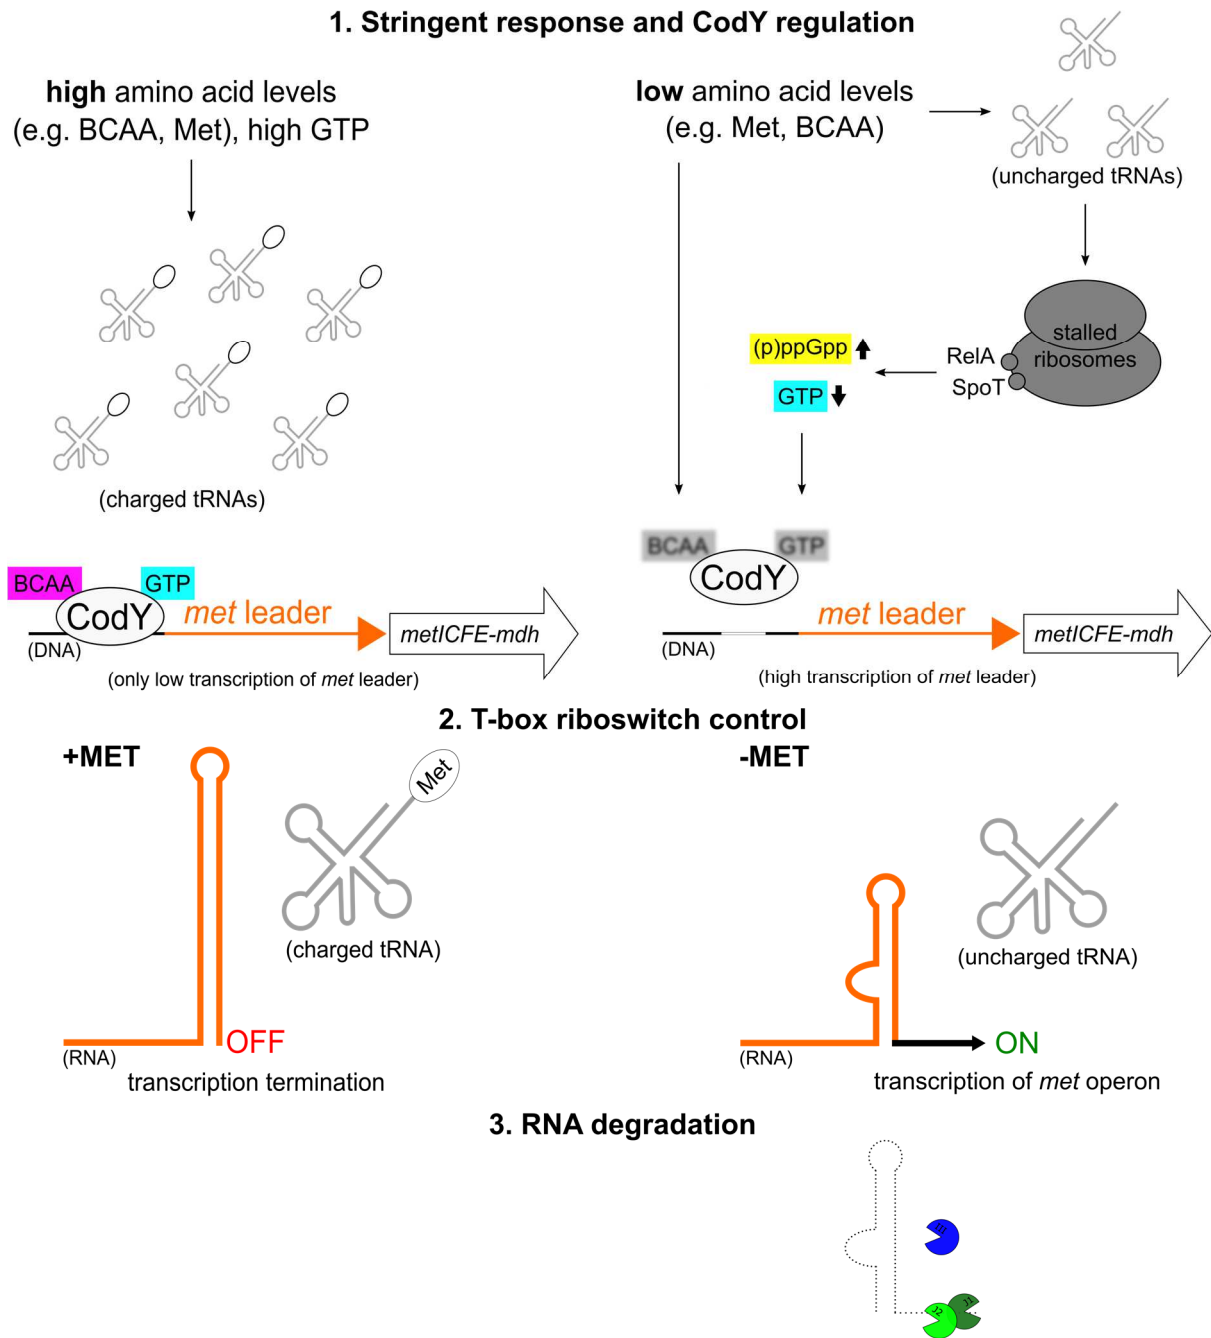 1. Stringent response and CodY regulation
high amino acid levels
(e.g. BCAA, Met), high GTP
(charged tRNAs)
BCAA
GTP
CodY
met leader
metICFE-mdh
(DNA)
(only low transcription of met leader)
low amino acid levels
(e.g. Met, BCAA)
(uncharged tRNAs)
stalled
ribosomes
RelA
SpoT
(p)ppGpp
GTP
BCAA
GTP
CodY
met leader
metICFE-mdh
(DNA)
(high transcription of met leader)
2. T-box riboswitch control
+MET
Met
(charged tRNA)
OFF
(RNA)
transcription termination
-MET
(uncharged tRNA)
ON
(RNA)
transcription of met operon
3. RNA degradation
J2
J1